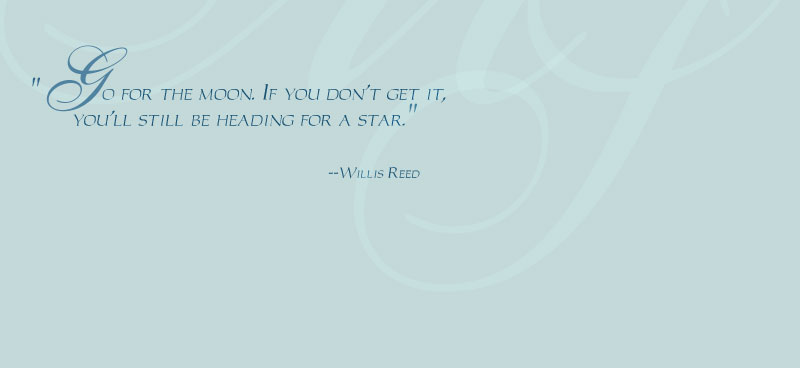 "Go for the moon. If you don't get it,
you'll still be heading for a star."
--Willis Reed